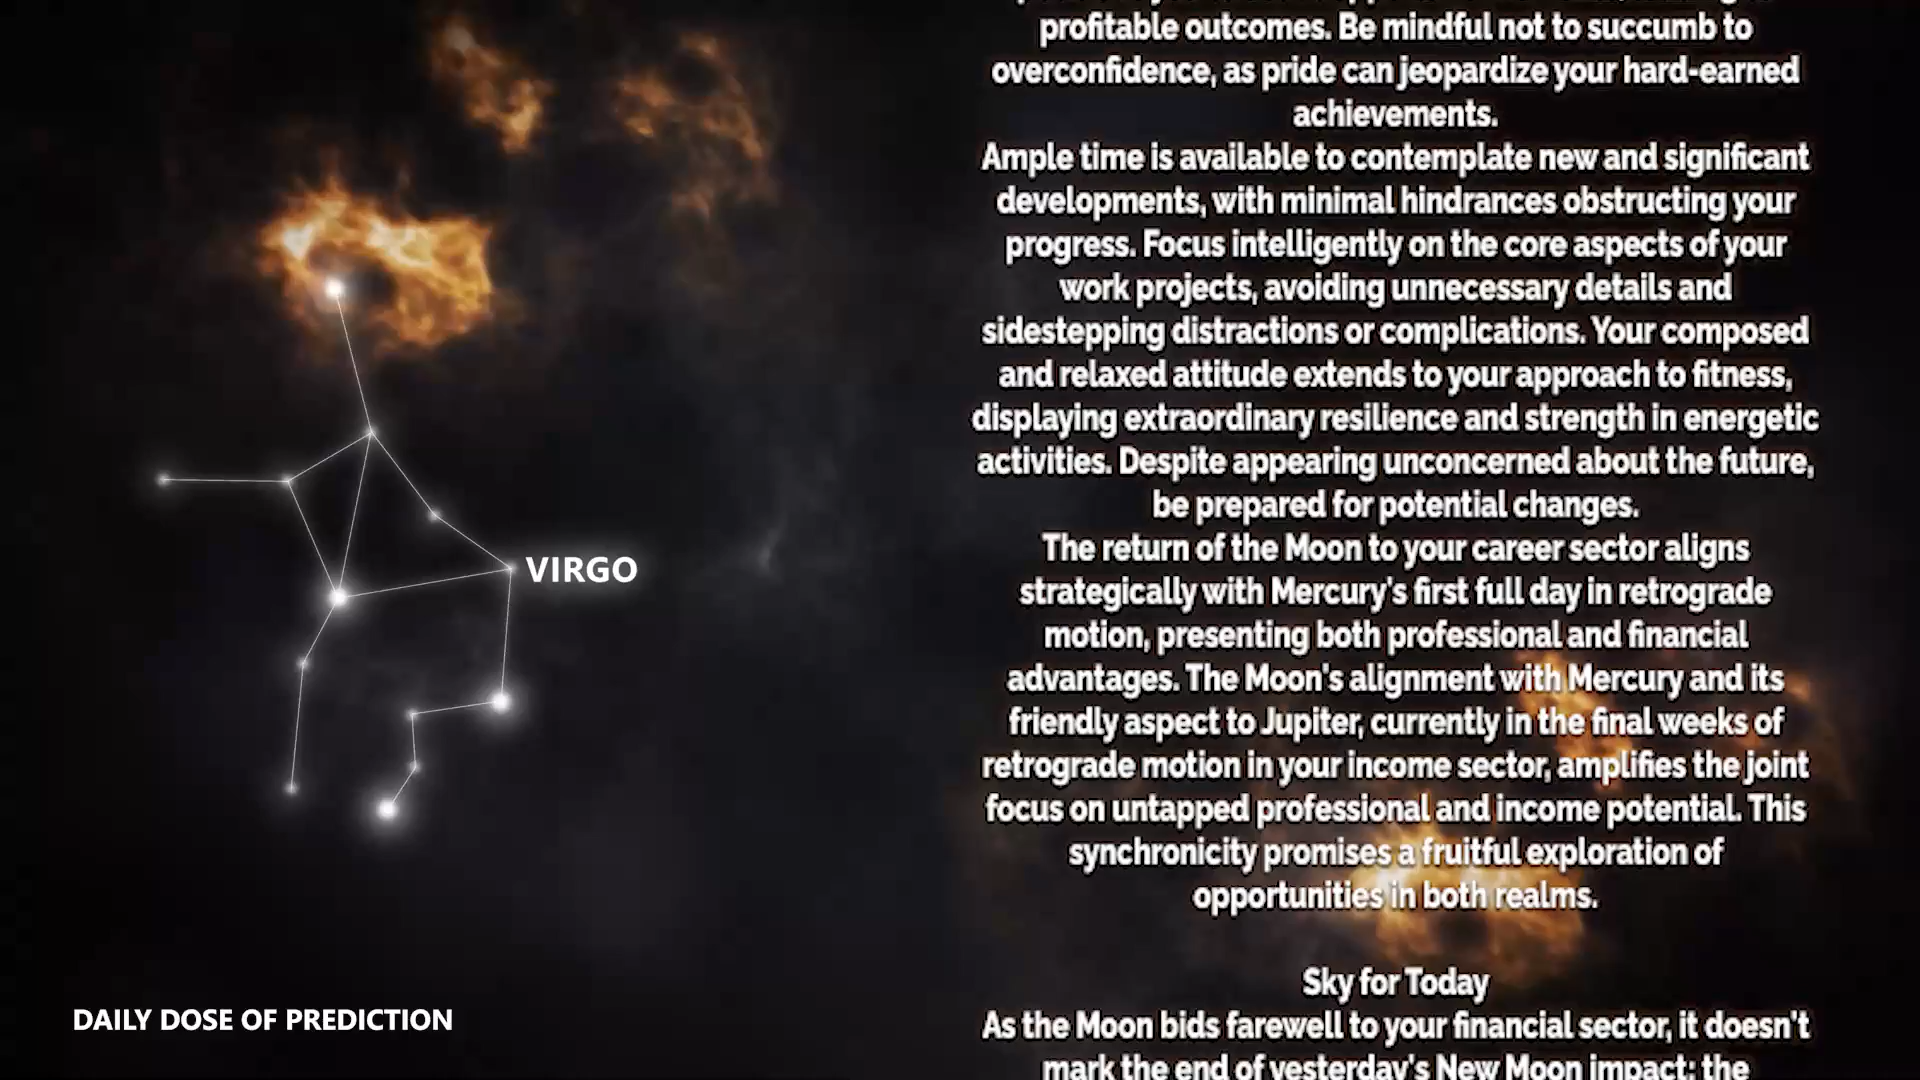 profitable outcomes. Be mindful not to succumb to
overconfidence, as pride can jeopardize your hard-earned
achievements.
Ample time is available to contemplate new and significant
developments, with minimal hindrances obstructing your
progress. Focus intelligently on the core aspects of your
work projects, avoiding unnecessary details and
sidestepping distractions or complications. Your composed
and relaxed attitude extends to your approach to fitness,
displaying extraordinary resilience and strength in energetic
activities. Despite appearing unconcerned about the future,
be prepared for potential changes.
The return of the Moon to your career sector aligns
strategically with Mercury's first full day in retrograde
motion, presenting both professional and financial
advantages. The Moon's alignment with Mercury and its
friendly aspect to Jupiter, currently in the final weeks of
retrograde motion in your income sector, amplifies the joint
focus on untapped professional and income potential. This
synchronicity promises a fruitful exploration of
opportunities in both realms.
Sky for Today
As the Moon bids farewell to your financial sector, it doesn't
mark the end of yesterday's New Moon impact; the
VIRGO
DAILY DOSE OF PREDICTION